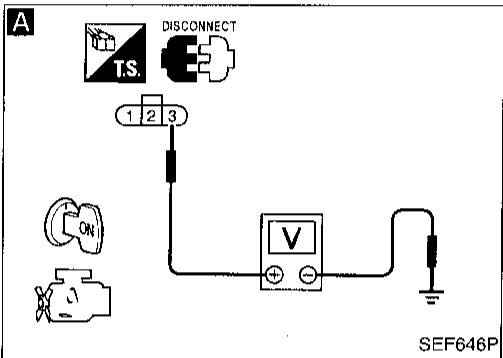 A
DISCONNECT
T.S.
1 2 3
ON
V
+ −
SEF646P